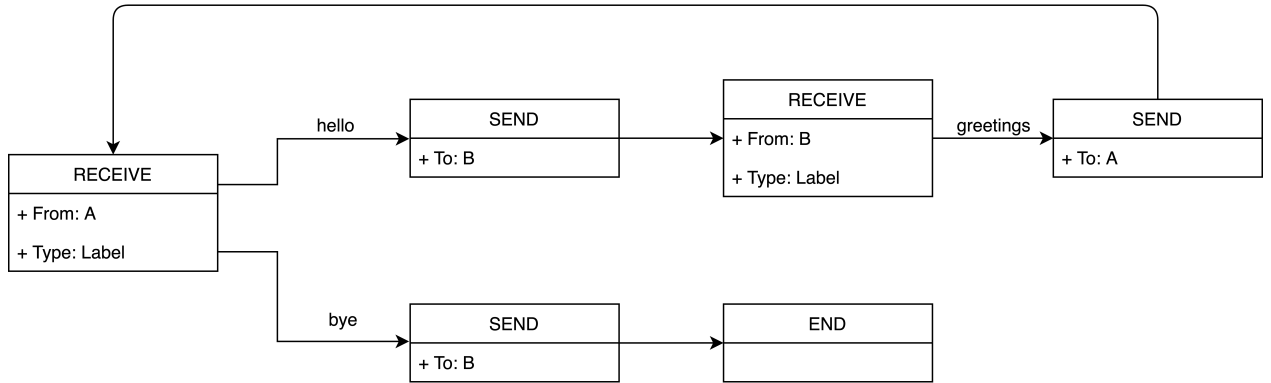 RECEIVE
+ From: A
+ Type: Label
hello
SEND
+ To: B
RECEIVE
+ From: B
+ Type: Label
greetings
SEND
+ To: A
bye
SEND
+ To: B
END